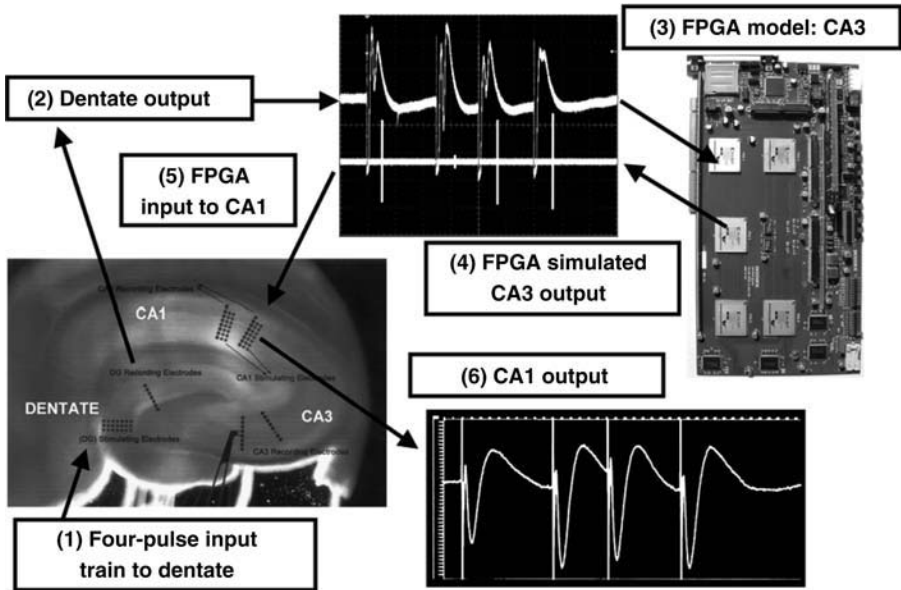 (3) FPGA model: CA3
(2) Dentate output
(5) FPGA
input to CA1
(4) FPGA simulated
CA3 output
Recording Electrodes
CA1
DG Recording Electrodes
CA1 Stimulating Electrodes
(6) CA1 output
DENTATE
CA3
(DG) Stimulating Electrodes
CA3 Recording Electrodes
(1) Four-pulse input
train to dentate